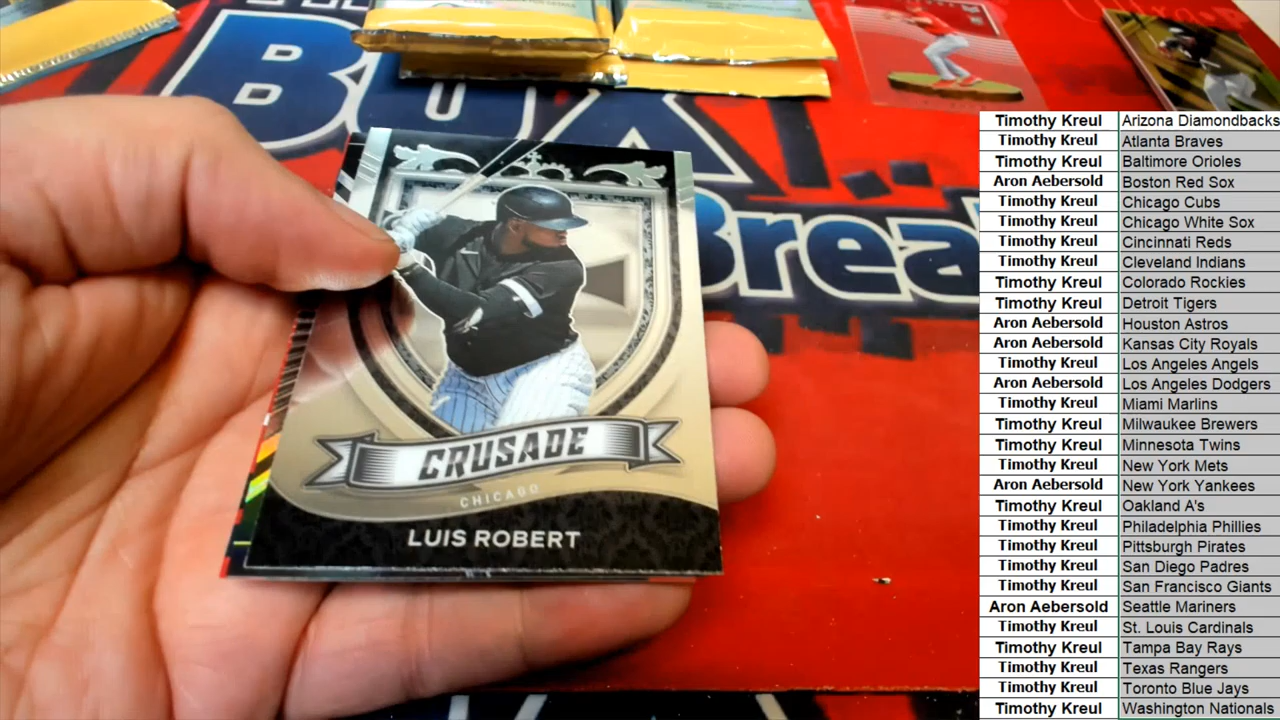 BOX
Brea
CRUSADE
CHICAGO
LUIS ROBERT
Timothy Kreul Arizona Diamondbacks
Timothy Kreul Atlanta Braves
Timothy Kreul Baltimore Orioles
Aron Aebersold Boston Red Sox
Timothy Kreul Chicago Cubs
Timothy Kreul Chicago White Sox
Timothy Kreul Cincinnati Reds
Timothy Kreul Cleveland Indians
Timothy Kreul Colorado Rockies
Timothy Kreul Detroit Tigers
Aron Aebersold Houston Astros
Aron Aebersold Kansas City Royals
Timothy Kreul Los Angeles Angels
Aron Aebersold Los Angeles Dodgers
Timothy Kreul Miami Marlins
Timothy Kreul Milwaukee Brewers
Timothy Kreul Minnesota Twins
Timothy Kreul New York Mets
Aron Aebersold New York Yankees
Timothy Kreul Oakland A's
Timothy Kreul Philadelphia Phillies
Timothy Kreul Pittsburgh Pirates
Timothy Kreul San Diego Padres
Timothy Kreul San Francisco Giants
Aron Aebersold Seattle Mariners
Timothy Kreul St. Louis Cardinals
Timothy Kreul Tampa Bay Rays
Timothy Kreul Texas Rangers
Timothy Kreul Toronto Blue Jays
Timothy Kreul Washington Nationals